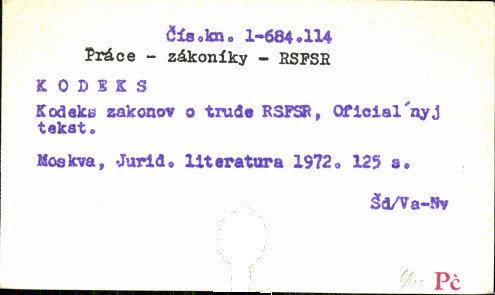 Čís.kn. 1-684.114
Práce - zákoníky - RSFSR
K O D E K S
Kodeks zakonov o trude RSFSR, Oficial´nyj
tekst.
Moskva, Jurid. literatura 1972. 125 s.
Šd/Va-Nv
Pč